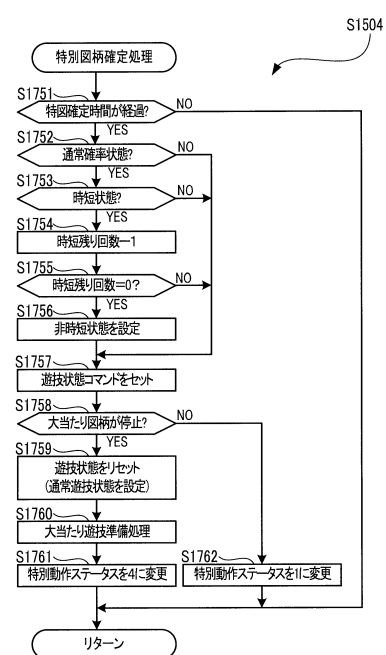 S1504
特別図柄確定処理
S1751
特図確定時間が経過?
NO
YES
S1752
通常確率状態?
NO
YES
S1753
時短状態?
NO
YES
S1754
時短残り回数ー1
S1755
時短残り回数=0?
NO
YES
S1756
非時短状態を設定
S1757
遊技状態コマンドをセット
S1758
大当たり図柄が停止?
NO
YES
S1759
遊技状態をリセット
(通常遊技状態を設定)
S1760
大当たり遊技準備処理
S1761
特別動作ステータスを4に変更
S1762
特別動作ステータスを1に変更
リターン